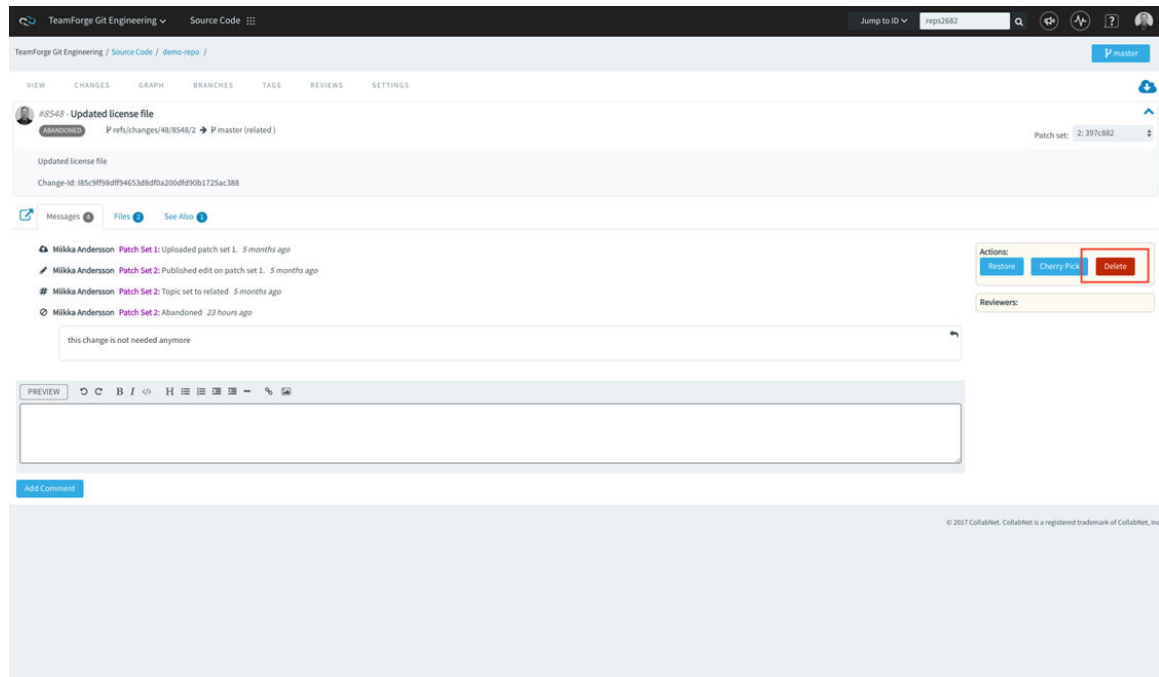 TeamForge Git Engineering Source Code Jump to ID reps2682
TeamForge Git Engineering / Source Code / demo-repo / master
VIEW CHANGES GRAPH BRANCHES TAGS REVIEWS SETTINGS
#8548 - Updated license file
ABANDONED refs/changes/48/8548/2 → master (related ) Patch set: 2: 397c882
Updated license file
Change-Id: I85c9ff98dff94653d8df0a200dfd90b1725ac388
Messages 4 Files 2 See Also 1
Miikka Andersson Patch Set 1: Uploaded patch set 1. 5 months ago
Miikka Andersson Patch Set 2: Published edit on patch set 1. 5 months ago
Miikka Andersson Patch Set 2: Topic set to related 5 months ago
Miikka Andersson Patch Set 2: Abandoned 23 hours ago
this change is not needed anymore
Actions:
Restore Cherry Pick Delete
Reviewers:
PREVIEW B I </> H
Add Comment
© 2017 CollabNet. CollabNet is a registered trademark of CollabNet, Inc